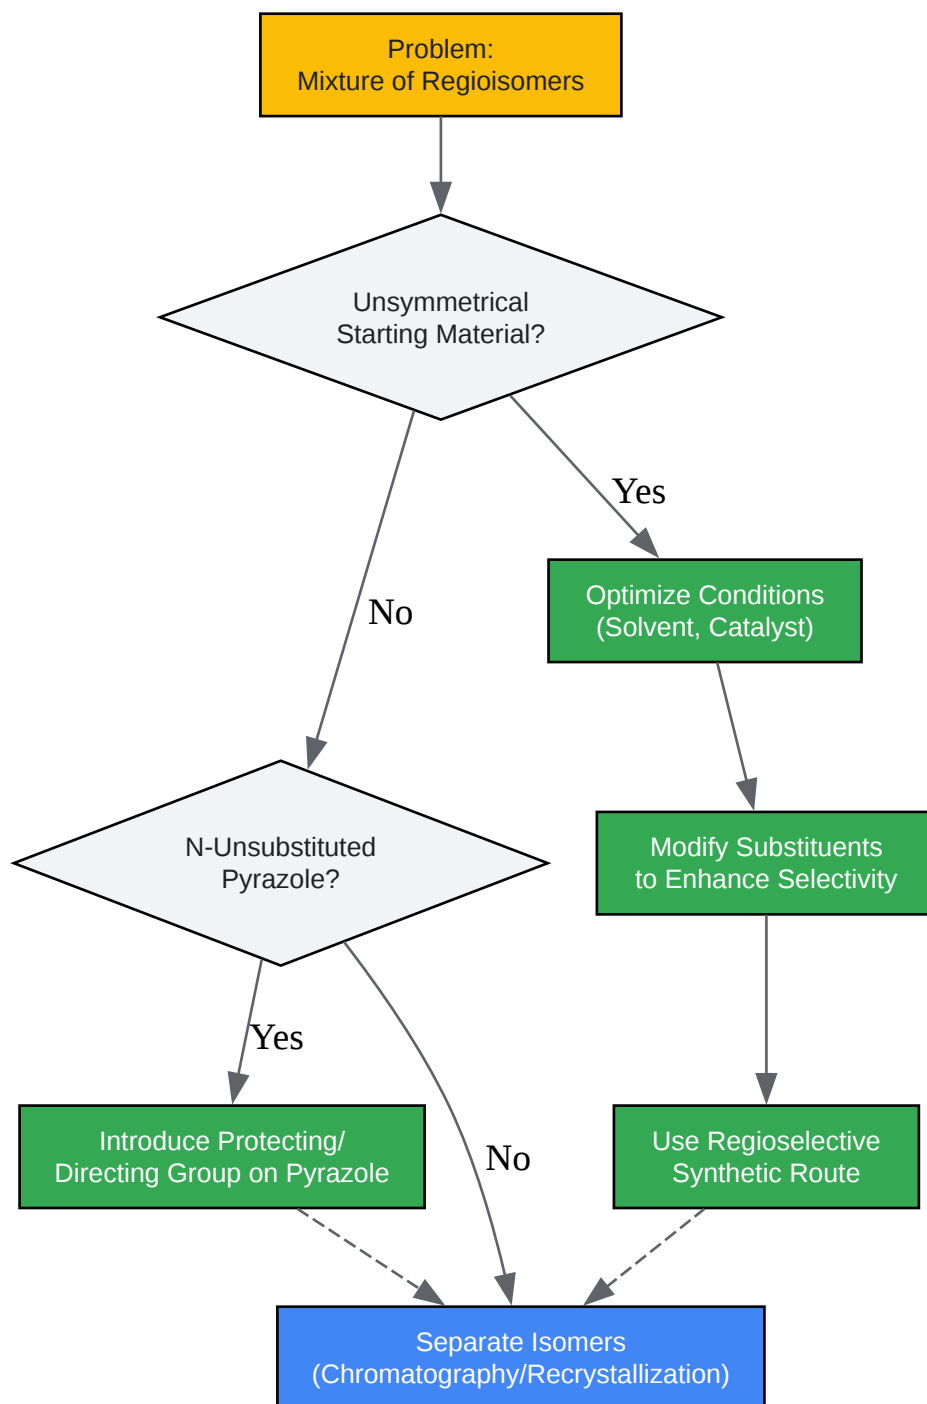 Problem:
Mixture of Regioisomers
Unsymmetrical
Starting Material?
Yes
Optimize Conditions
(Solvent, Catalyst)
No
Modify Substituents
to Enhance Selectivity
N-Unsubstituted
Pyrazole?
Yes
Introduce Protecting/
Directing Group on Pyrazole
No
Use Regioselective
Synthetic Route
Separate Isomers
(Chromatography/Recrystallization)